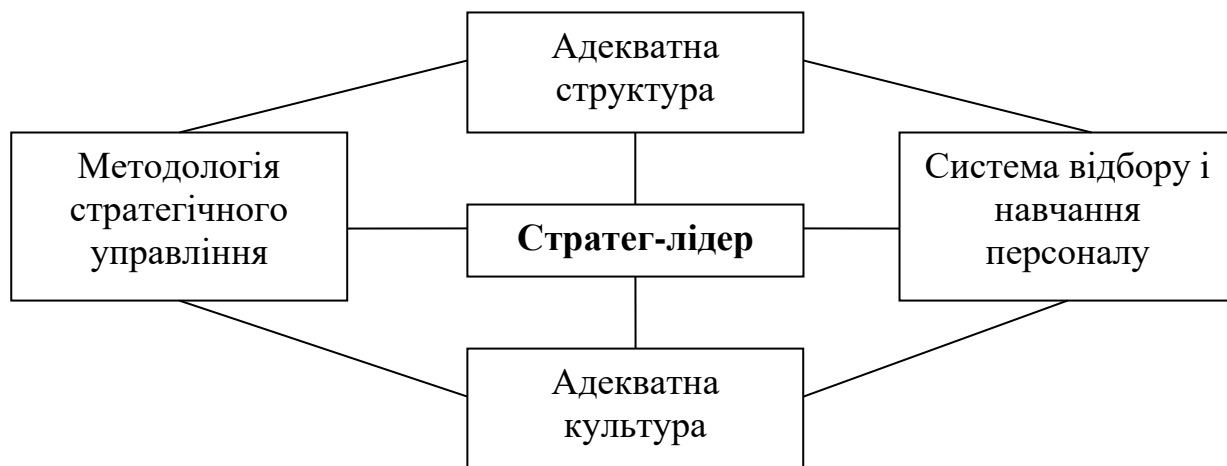 Адекватна
структура
Методологія
стратегічного
управління
Стратег-лідер
Система відбору і
навчання
персоналу
Адекватна
культура